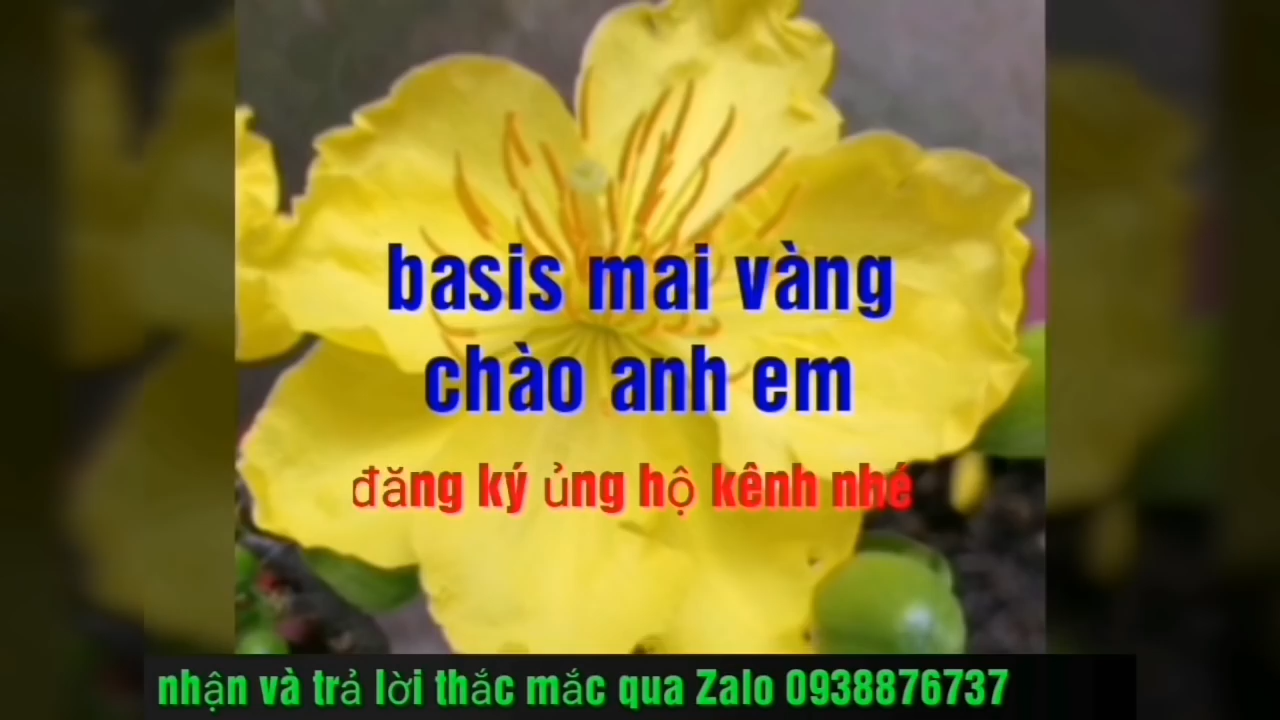 basis mai vàng
chào anh em
đăng ký ủng hộ kênh nhé
nhận và trả lời thắc mắc qua Zalo 0938876737